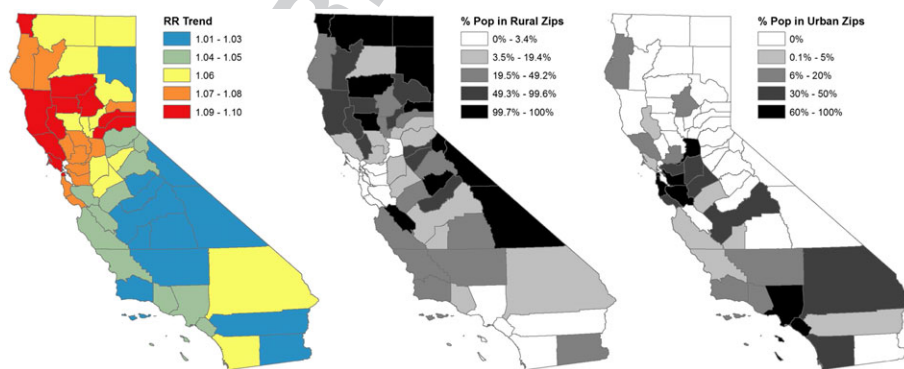 RR Trend
1.01 - 1.03
1.04 - 1.05
1.06
1.07 - 1.08
1.09 - 1.10
% Pop in Rural Zips
0% - 3.4%
3.5% - 19.4%
19.5% - 49.2%
49.3% - 99.6%
99.7% - 100%
% Pop in Urban Zips
0%
0.1% - 5%
6% - 20%
30% - 50%
60% - 100%